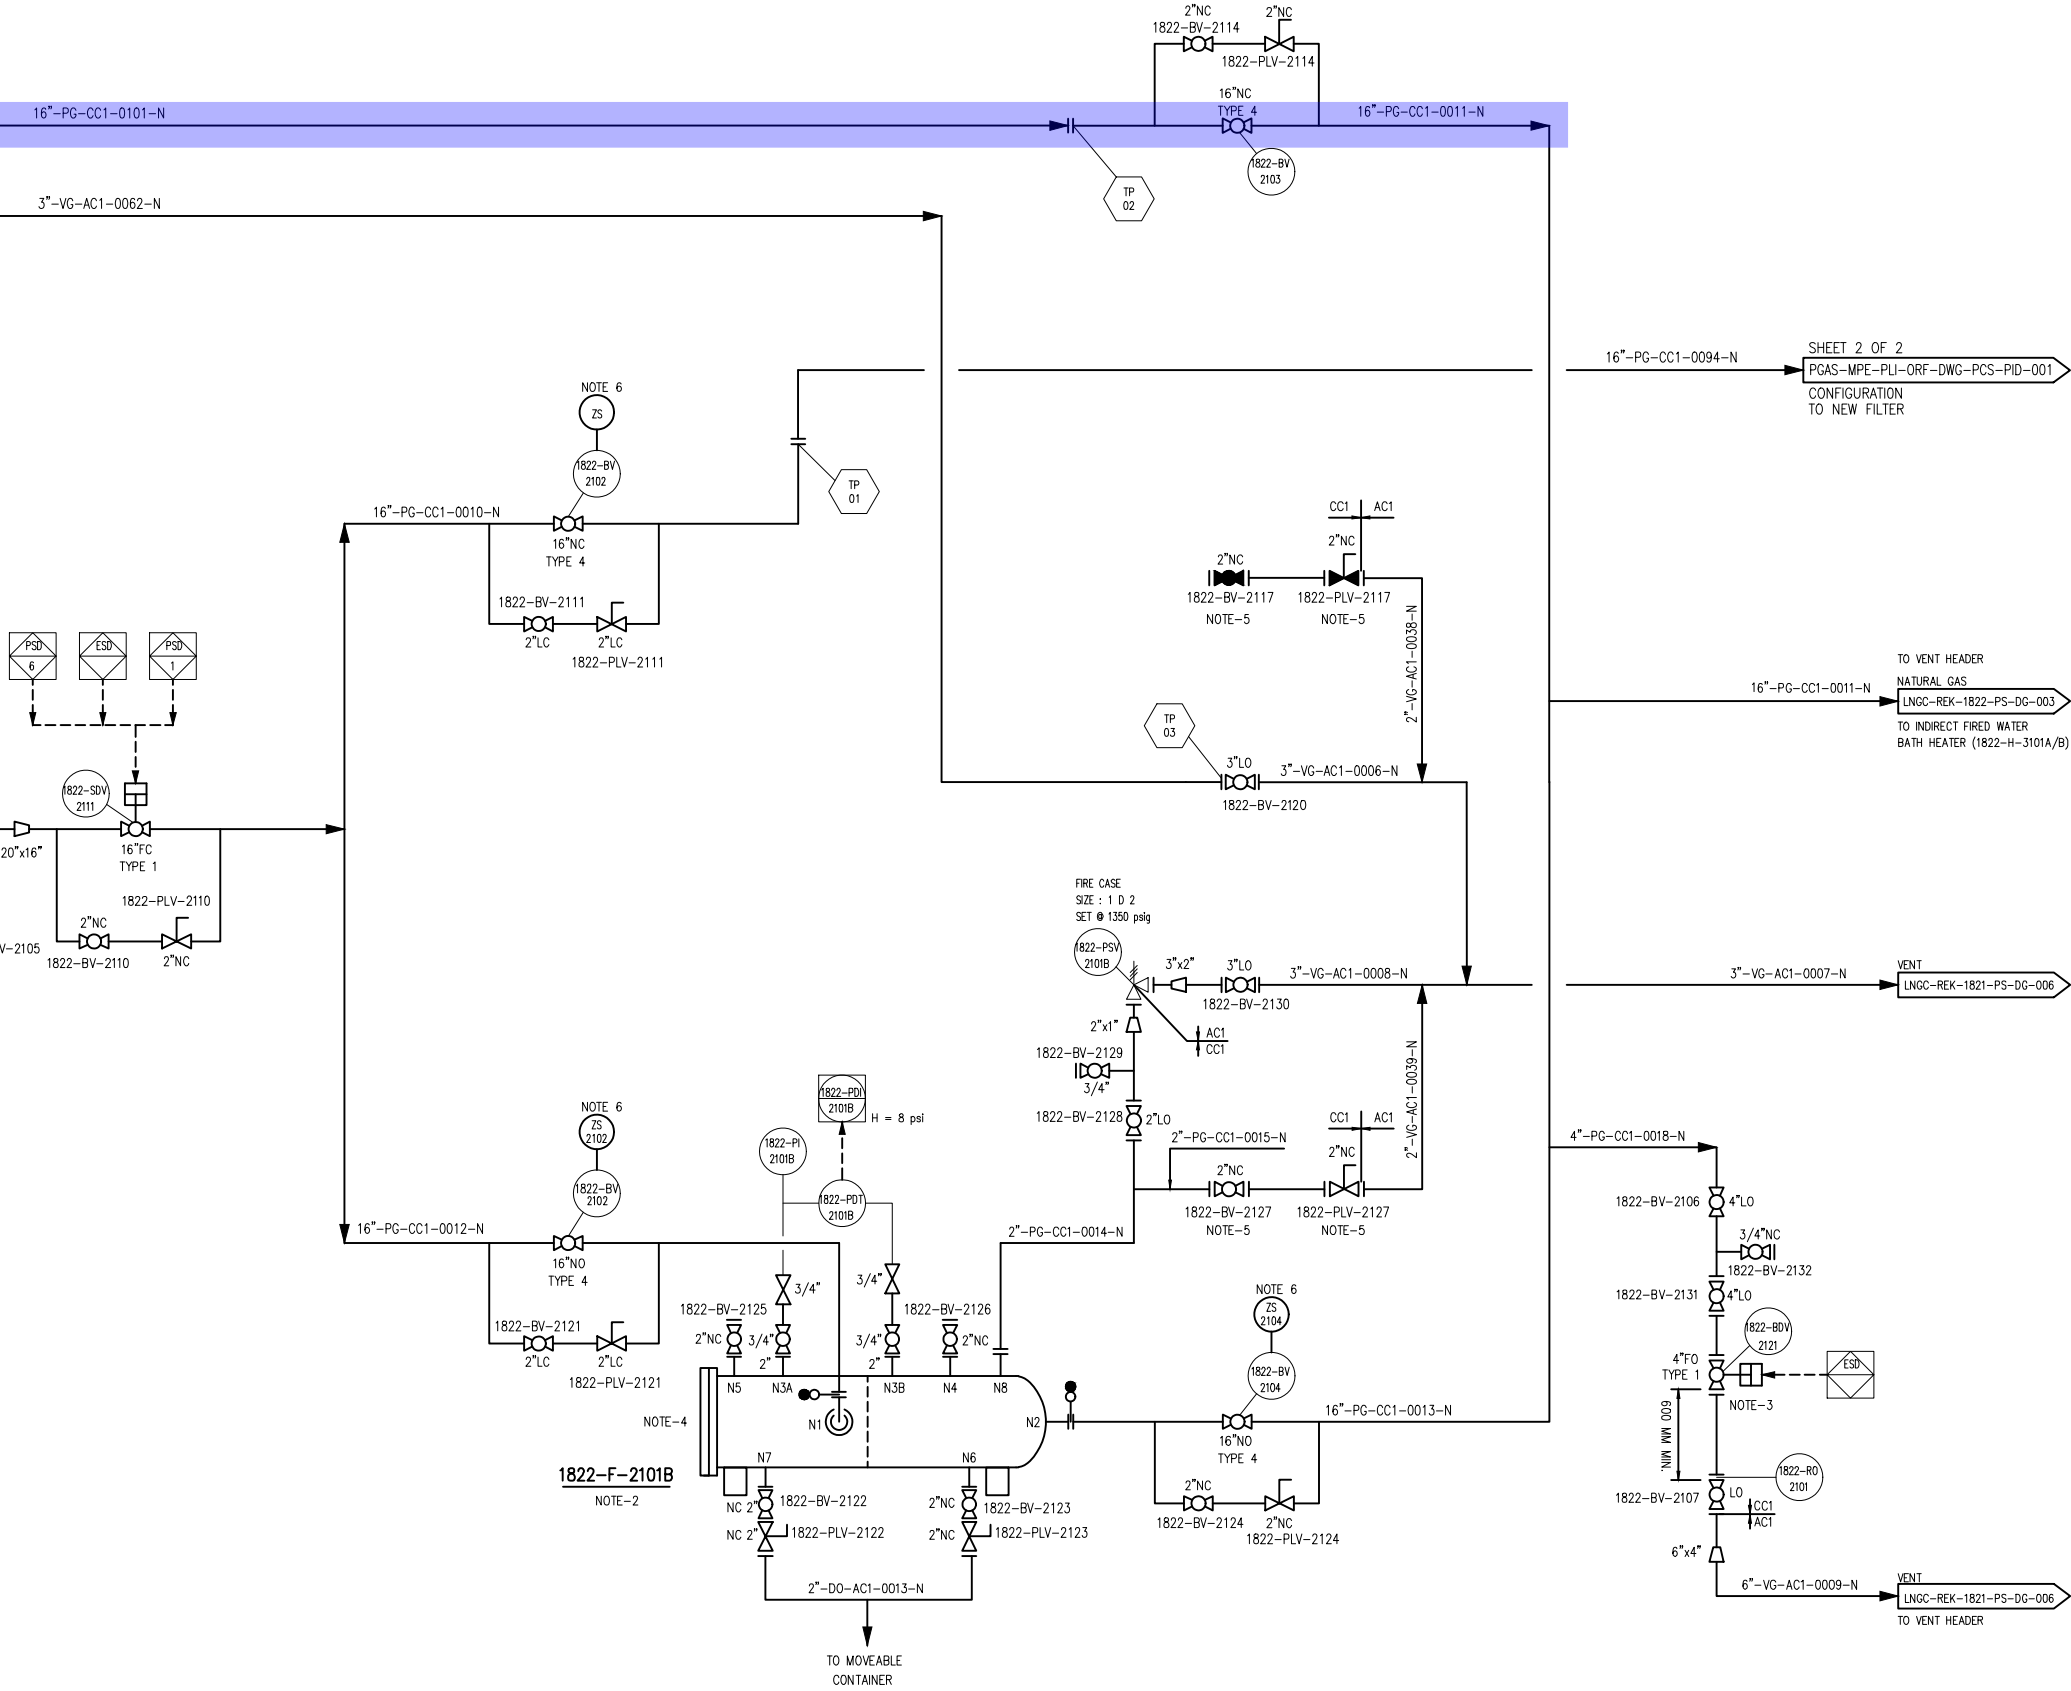 2"NC
1822-BV-2114
2"NC
1822-PLV-2114
16"-PG-CC1-0101-N
16"NC
TYPE 4
16"-PG-CC1-0011-N
1822-BV
2103
TP
02
3"-VG-AC1-0062-N
16"-PG-CC1-0094-N
SHEET 2 OF 2
PGAS-MPE-PLI-ORF-DWG-PCS-PID-001
CONFIGURATION
TO NEW FILTER
NOTE 6
ZS
1822-BV
2102
TP
01
16"-PG-CC1-0010-N
16"NC
TYPE 4
1822-BV-2111
2"LC
2"LC
1822-PLV-2111
CC1
AC1
2"NC
2"NC
1822-BV-2117
1822-PLV-2117
NOTE-5
NOTE-5
2"-VG-AC1-0038-N
PSD
6
ESD
PSD
1
TO VENT HEADER
NATURAL GAS
16"-PG-CC1-0011-N
LNGC-REK-1822-PS-DG-003
TO INDIRECT FIRED WATER
BATH HEATER (1822-H-3101A/B)
TP
03
3"LO
3"-VG-AC1-0006-N
1822-BV-2120
1822-SDV
2111
20"x16"
16"FC
TYPE 1
1822-PLV-2110
2"NC
V-2105
1822-BV-2110
2"NC
FIRE CASE
SIZE : 1 D 2
SET @ 1350 psig
1822-PSV
2101B
3"x2"
3"LO
3"-VG-AC1-0008-N
1822-BV-2130
3"-VG-AC1-0007-N
VENT
LNGC-REK-1821-PS-DG-006
2"x1"
AC1
CC1
1822-BV-2129
3/4"
1822-BV-2128
2"LO
2"-VG-AC1-0039-N
1822-PDI
2101B
H = 8 psi
NOTE 6
ZS
2102
1822-PI
2101B
2"-PG-CC1-0015-N
CC1
AC1
2"NC
2"NC
1822-BV-2127
1822-PLV-2127
NOTE-5
NOTE-5
4"-PG-CC1-0018-N
1822-BV
2102
1822-PDT
2101B
1822-BV-2106
4"LO
16"-PG-CC1-0012-N
2"-PG-CC1-0014-N
3/4"NC
1822-BV-2132
16"NO
TYPE 4
3/4"
3/4"
NOTE 6
ZS
2104
1822-BV-2131
4"LO
1822-BV-2125
1822-BV-2126
1822-BV-2121
2"NC
3/4"
3/4"
2"NC
1822-BDV
2121
2"LC
2"LC
1822-PLV-2121
2"
2"
4"FO
TYPE 1
ESD
N5
N3A
N3B
N4
N8
1822-BV
2104
NOTE-3
NOTE-4
N1
N2
16"-PG-CC1-0013-N
600 MM MIN.
16"NO
TYPE 4
N7
N6
1822-F-2101B
NOTE-2
1822-RO
2101
NC 2"
1822-BV-2122
2"NC
1822-BV-2123
2"NC
1822-BV-2124
2"NC
1822-PLV-2124
1822-BV-2107
LO
CC1
AC1
NC 2"
1822-PLV-2122
2"NC
1822-PLV-2123
6"x4"
2"-DO-AC1-0013-N
6"-VG-AC1-0009-N
VENT
LNGC-REK-1821-PS-DG-006
TO VENT HEADER
TO MOVEABLE
CONTAINER